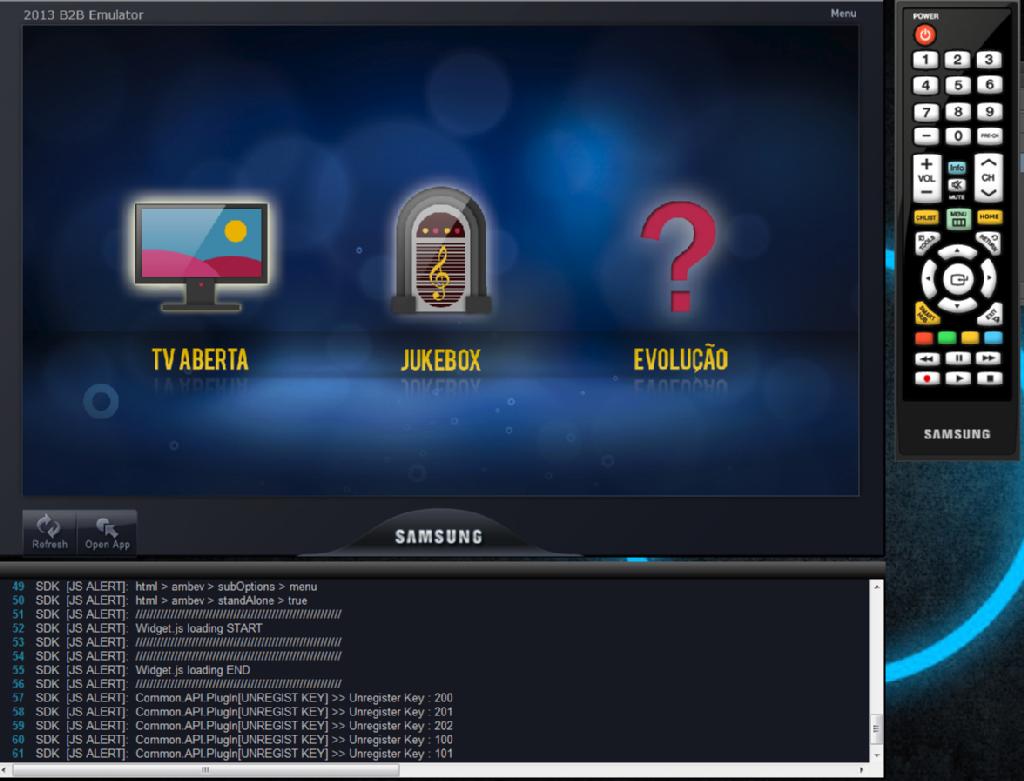 2013 B2B Emulator
Menu
TV ABERTA
JUKEBOX
EVOLUÇÃO
Refresh
Open App
SAMSUNG
49 SDK [JS ALERT]: html > ambev > subOptions > menu
50 SDK [JS ALERT]: html > ambev > standAlone > true
51 SDK [JS ALERT]: ////////////////////////////////////////////////////////////
52 SDK [JS ALERT]: Widget.js loading START
53 SDK [JS ALERT]: ////////////////////////////////////////////////////////////
54 SDK [JS ALERT]: ////////////////////////////////////////////////////////////
55 SDK [JS ALERT]: Widget.js loading END
56 SDK [JS ALERT]: ////////////////////////////////////////////////////////////
57 SDK [JS ALERT]: Common.API.PlugIn[UNREGIST KEY] >> Unregister Key : 200
58 SDK [JS ALERT]: Common.API.PlugIn[UNREGIST KEY] >> Unregister Key : 201
59 SDK [JS ALERT]: Common.API.PlugIn[UNREGIST KEY] >> Unregister Key : 202
60 SDK [JS ALERT]: Common.API.PlugIn[UNREGIST KEY] >> Unregister Key : 100
61 SDK [JS ALERT]: Common.API.PlugIn[UNREGIST KEY] >> Unregister Key : 101
POWER
1 2 3
4 5 6
7 8 9
- 0 PRE-CH
+ Info
VOL CH
- MUTE
CH LIST MENU HOME
TOOLS RETURN
SMART HUB EXIT
SAMSUNG